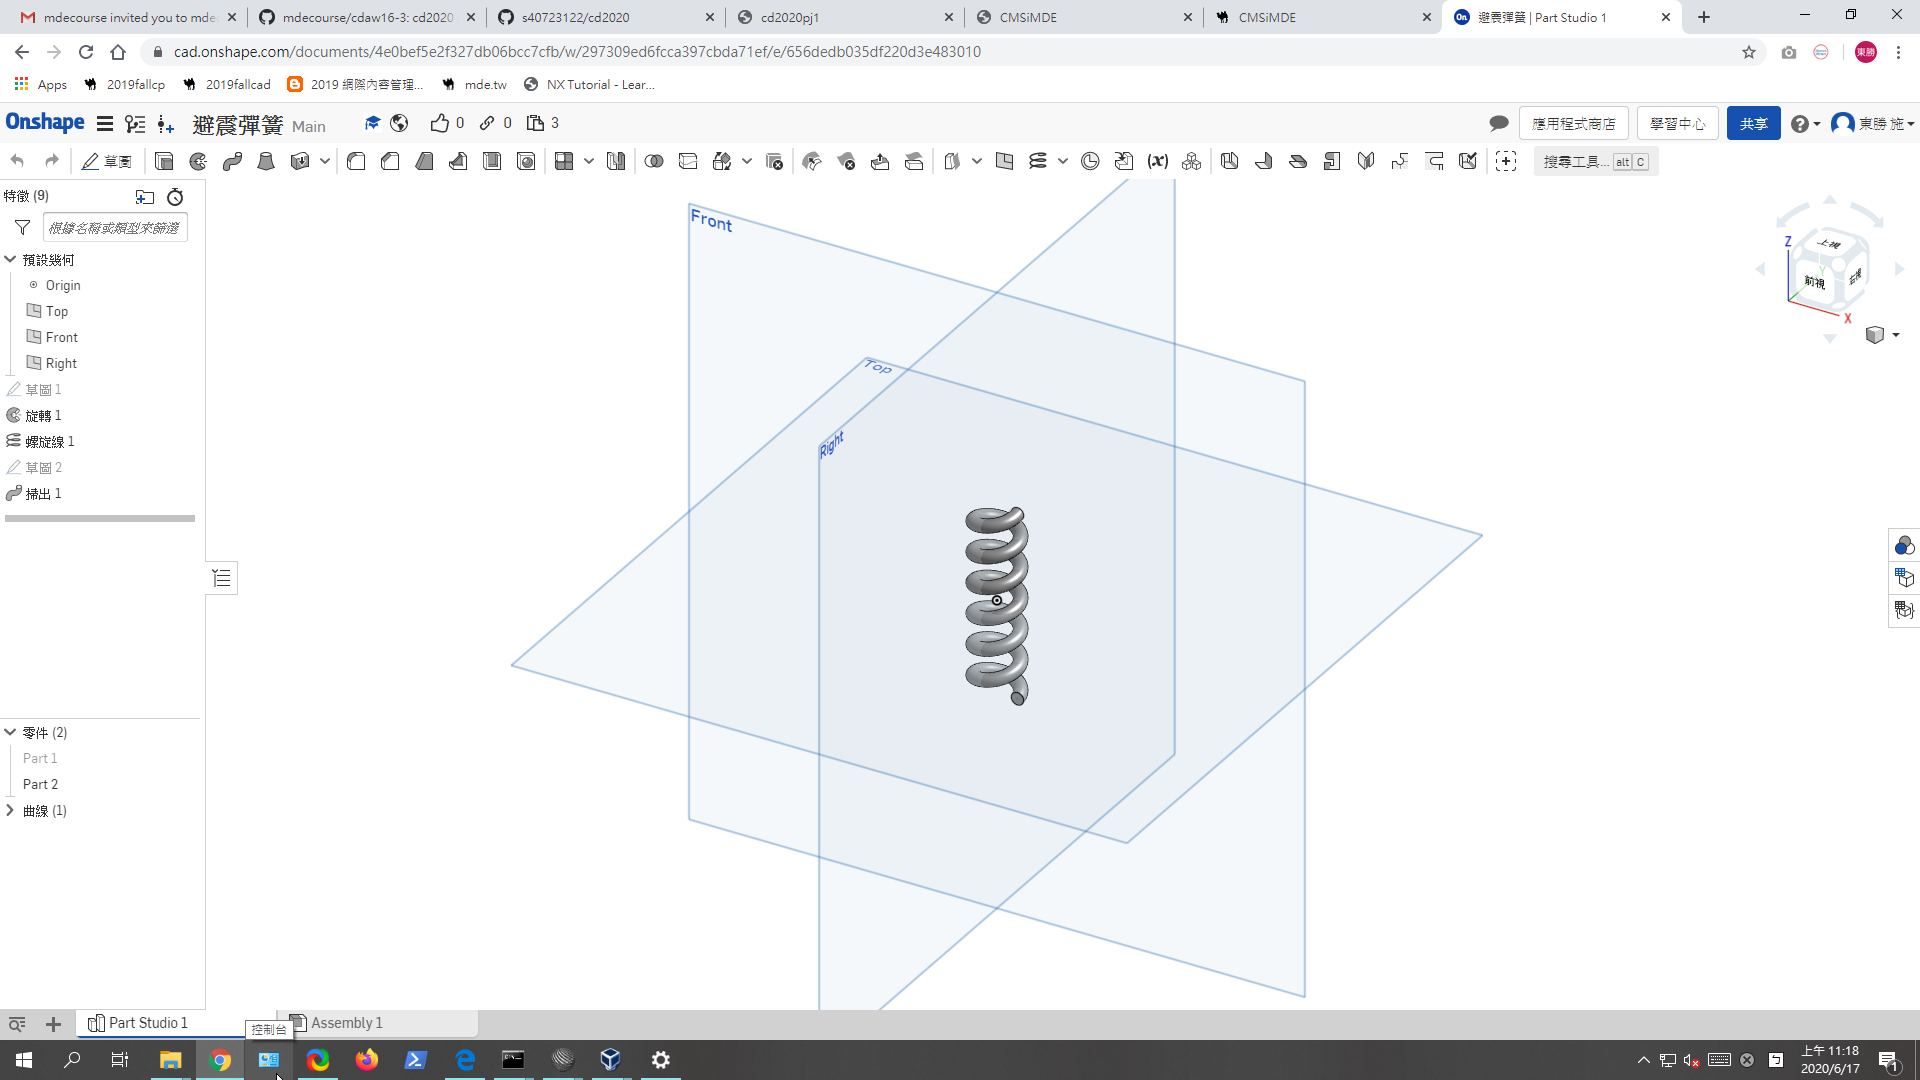 mdecourse invited you to mdec
mdecourse/cdaw16-3: cd2020
s40723122/cd2020
cd2020pj1
CMSiMDE
CMSiMDE
On
避震彈簧 | Part Studio 1
cad.onshape.com/documents/4e0bef5e2f327db06bcc7cfb/w/297309ed6fcca397cbda71ef/e/656dedb035df220d3e483010
東勝
Apps
2019fallcp
2019fallcad
2019 網際內容管理...
mde.tw
NX Tutorial - Lear...
Onshape
避震彈簧 Main
0
0
3
應用程式商店
學習中心
共享
東勝 施
草圖
(x)
搜尋工具... alt C
特徵 (9)
根據名稱或類型來篩選
預設幾何
Origin
Top
Front
Right
草圖 1
旋轉 1
螺旋線 1
草圖 2
掃出 1
零件 (2)
Part 1
Part 2
曲線 (1)
Front
Top
Right
Z
上視
Y
前視
右視
X
Part Studio 1
Assembly 1
控制台
上午 11:18
2020/6/17
1